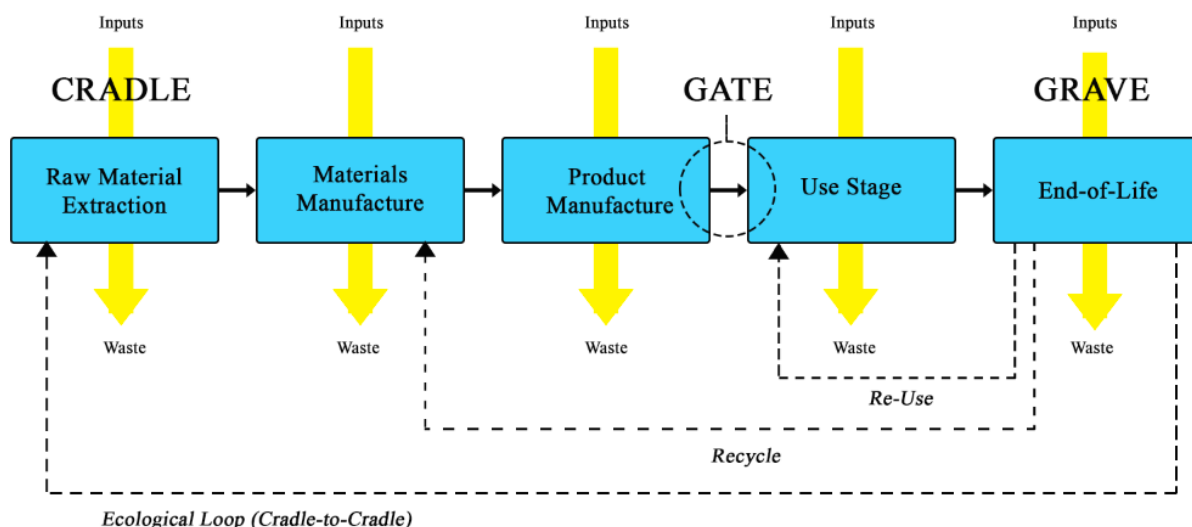 Inputs
Inputs
Inputs
Inputs
Inputs
CRADLE
GATE
GRAVE
Raw Material
Extraction
Materials
Manufacture
Product
Manufacture
Use Stage
End-of-Life
Waste
Waste
Waste
Waste
Waste
Re-Use
Recycle
Ecological Loop (Cradle-to-Cradle)